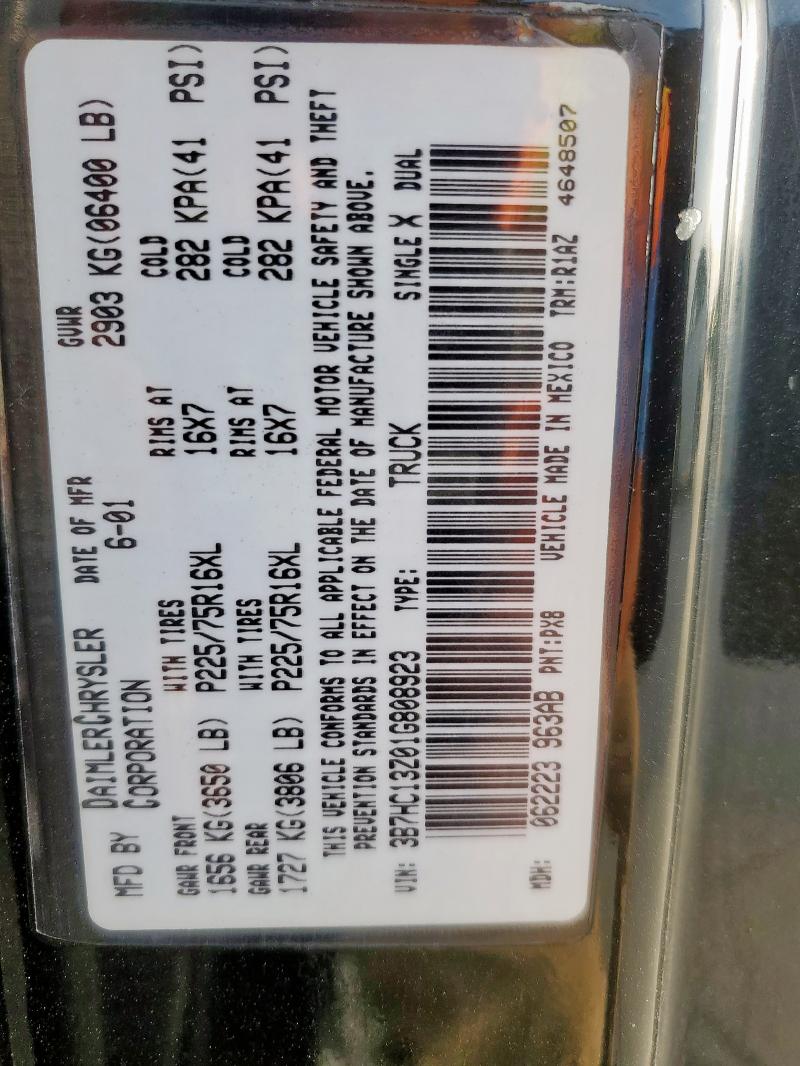 MFD BY DAIMLERCHRYSLER CORPORATION DATE OF MFR 6-01 GVWR 2903 KG(06400 LB)
GAWR FRONT WITH TIRES RIMS AT COLD
1656 KG(3650 LB) P225/75R16XL 16X7 282 KPA(41 PSI)
GAWR REAR WITH TIRES RIMS AT COLD
1727 KG(3806 LB) P225/75R16XL 16X7 282 KPA(41 PSI)
THIS VEHICLE CONFORMS TO ALL APPLICABLE FEDERAL MOTOR VEHICLE SAFETY AND THEFT
PREVENTION STANDARDS IN EFFECT ON THE DATE OF MANUFACTURE SHOWN ABOVE.
VIN: 3B7HC13Z01G808923 TYPE: TRUCK SINGLE X DUAL
MDH: 062223 963AB PNT:PX8 VEHICLE MADE IN MEXICO TRM:R1AZ 4648507